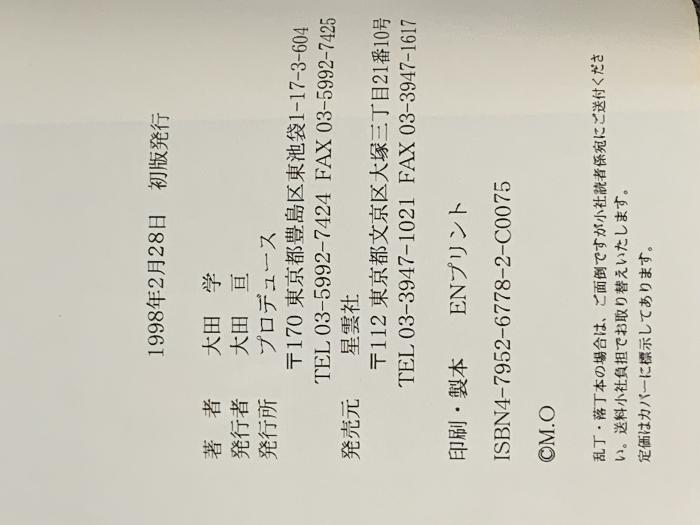 1998年2月28日　初版発行
著　者　大田　学
発行者　大田　亘
発行所　プロデュース
〒170 東京都豊島区東池袋1-17-3-604
TEL 03-5992-7424 FAX 03-5992-7425
発売元　星雲社
〒112 東京都文京区大塚三丁目21番10号
TEL 03-3947-1021 FAX 03-3947-1617
印刷・製本　ENプリント
ISBN4-7952-6778-2-C0075
©M.O
乱丁・落丁本の場合は、ご面倒ですが小社読者係宛にご送付くださ
い。送料小社負担でお取り替えいたします。
定価はカバーに標示してあります。